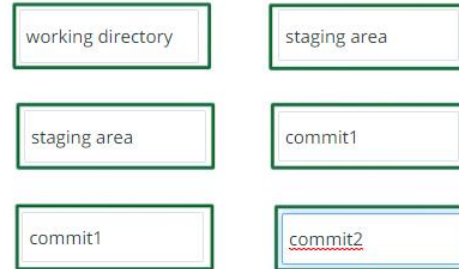 working directory staging area
staging area commit1
commit1 commit2